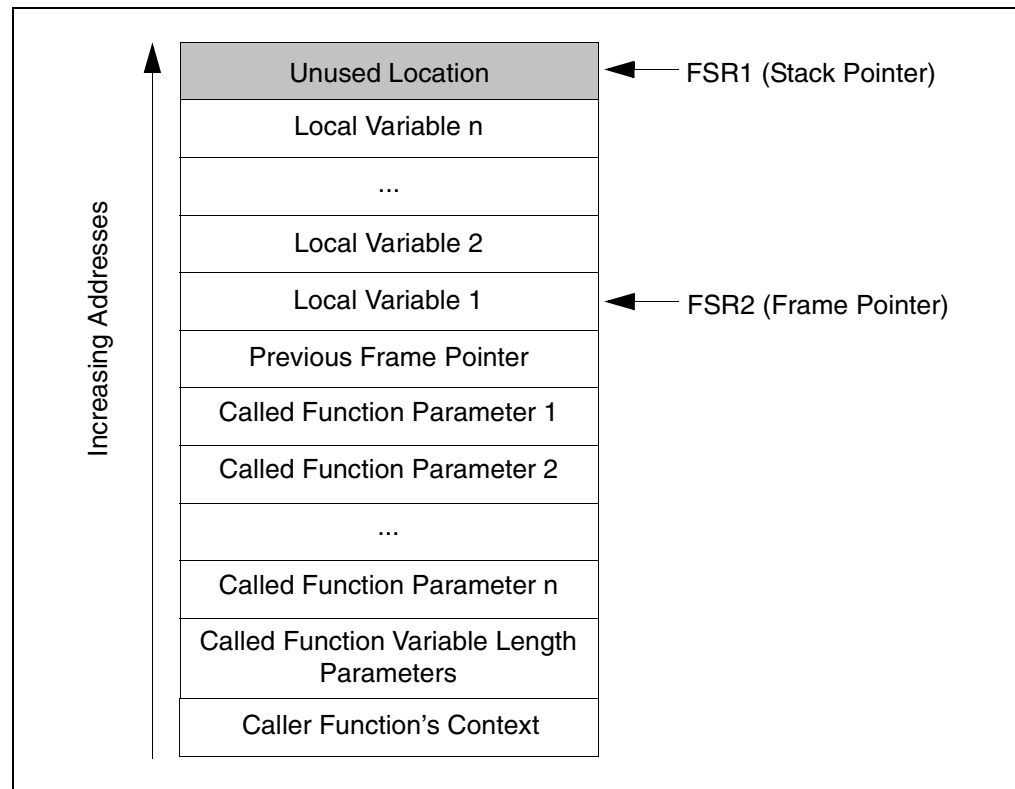 Increasing Addresses
Unused Location
FSR1 (Stack Pointer)
Local Variable n
...
Local Variable 2
Local Variable 1
FSR2 (Frame Pointer)
Previous Frame Pointer
Called Function Parameter 1
Called Function Parameter 2
...
Called Function Parameter n
Called Function Variable Length
Parameters
Caller Function's Context